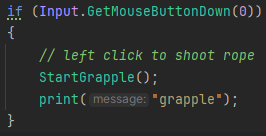 if (Input.GetMouseButtonDown(0))
{
// left click to shoot rope
StartGrapple();
print( message: "grapple");
}